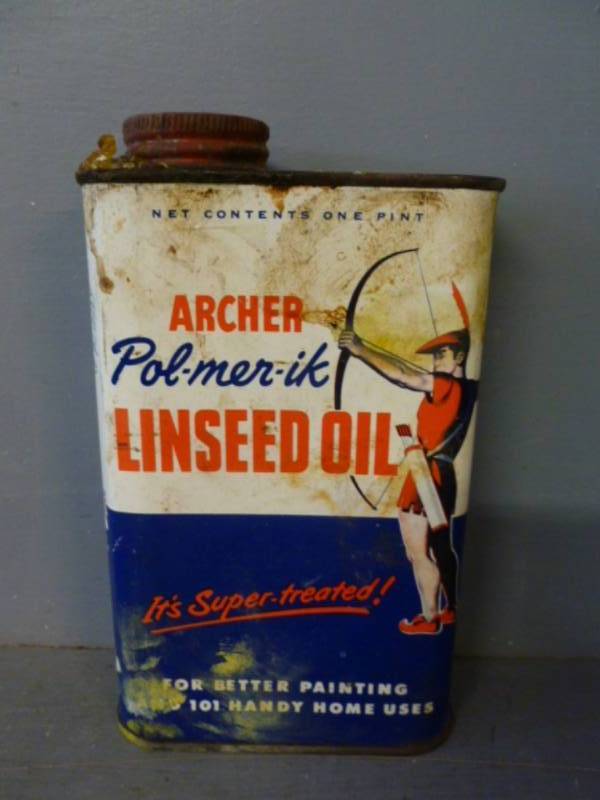 NET CONTENTS ONE PINT
ARCHER
Pol-mer-ik
LINSEED OIL
It's Super-treated!
FOR BETTER PAINTING
AND 101 HANDY HOME USES